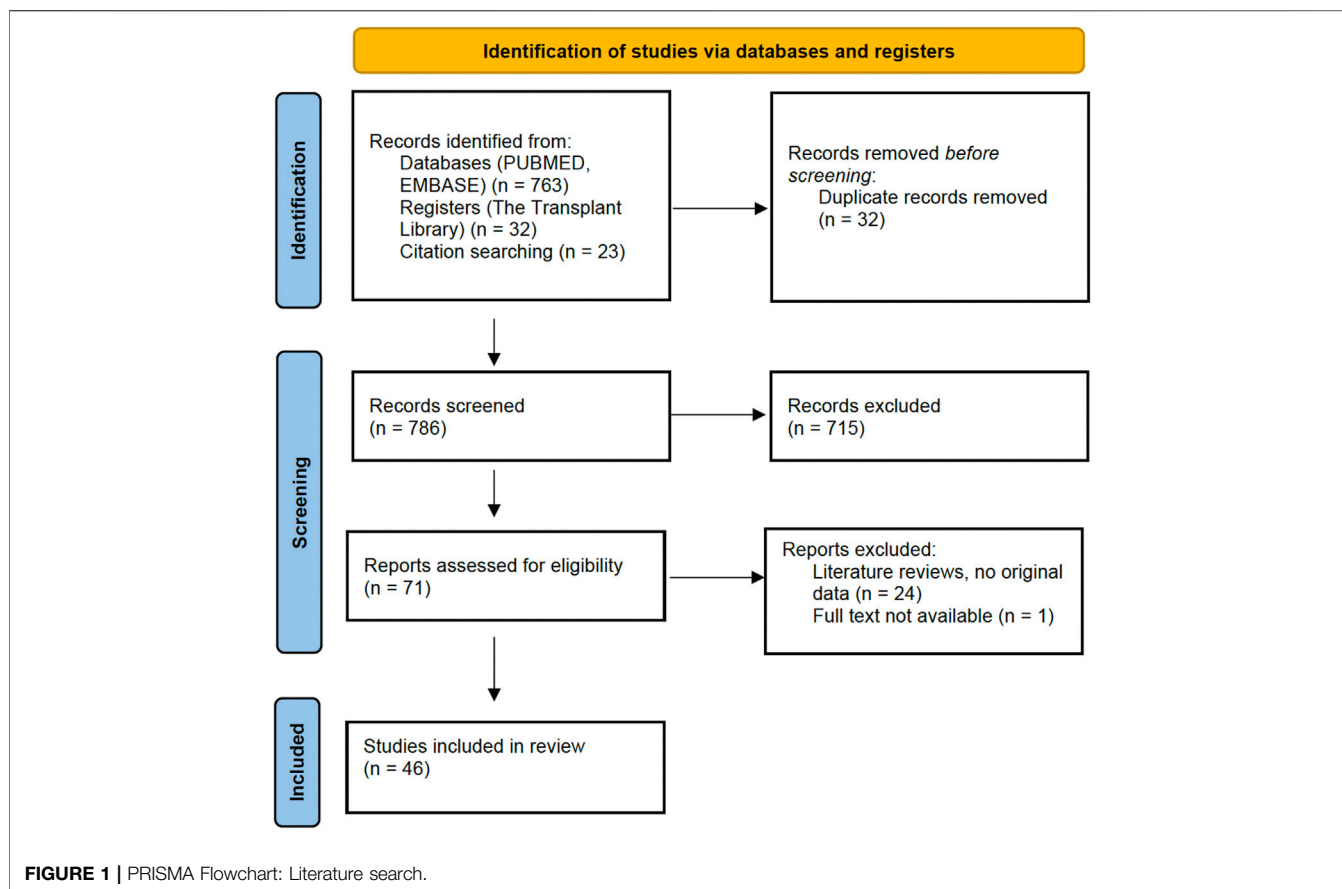 Identification of studies via databases and registers
Identification
Records identified from:
Databases (PUBMED,
EMBASE) (n = 763)
Registers (The Transplant
Library) (n = 32)
Citation searching (n = 23)
Records removed before
screening:
Duplicate records removed
(n = 32)
Screening
Records screened
(n = 786)
Records excluded
(n = 715)
Reports assessed for eligibility
(n = 71)
Reports excluded:
Literature reviews, no original
data (n = 24)
Full text not available (n = 1)
Included
Studies included in review
(n = 46)
FIGURE 1 | PRISMA Flowchart: Literature search.